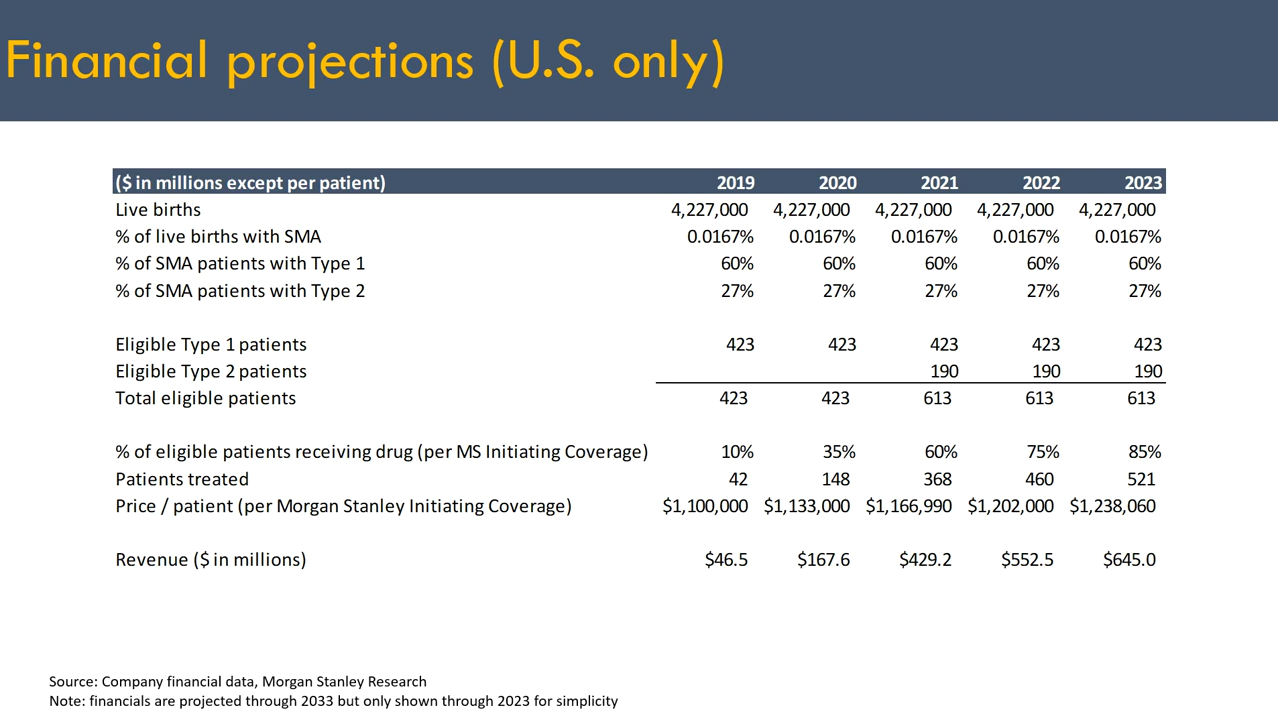 Financial projections (U.S. only)
($ in millions except per patient) 2019 2020 2021 2022 2023
Live births 4,227,000 4,227,000 4,227,000 4,227,000 4,227,000
% of live births with SMA 0.0167% 0.0167% 0.0167% 0.0167% 0.0167%
% of SMA patients with Type 1 60% 60% 60% 60% 60%
% of SMA patients with Type 2 27% 27% 27% 27% 27%
Eligible Type 1 patients 423 423 423 423 423
Eligible Type 2 patients 190 190 190
Total eligible patients 423 423 613 613 613
% of eligible patients receiving drug (per MS Initiating Coverage) 10% 35% 60% 75% 85%
Patients treated 42 148 368 460 521
Price / patient (per Morgan Stanley Initiating Coverage) $1,100,000 $1,133,000 $1,166,990 $1,202,000 $1,238,060
Revenue ($ in millions) $46.5 $167.6 $429.2 $552.5 $645.0
Source: Company financial data, Morgan Stanley Research
Note: financials are projected through 2033 but only shown through 2023 for simplicity